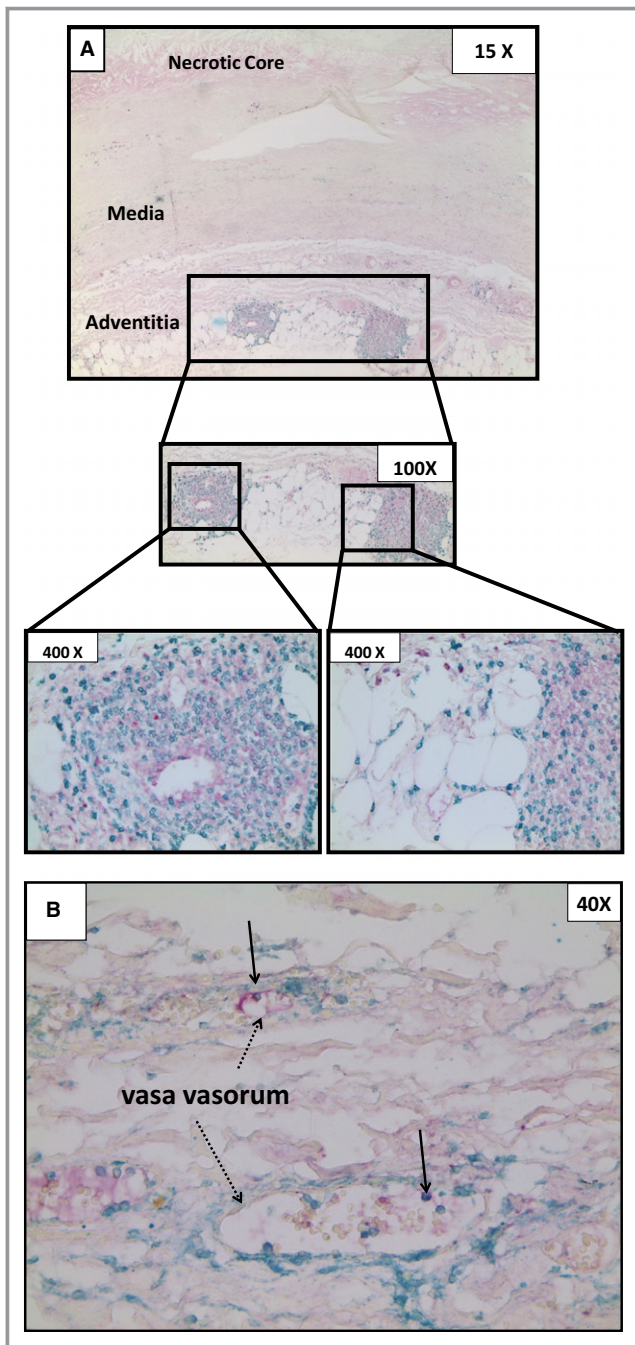 A
15 X
Necrotic Core
Media
Adventitia
100X
400 X
400 X
B
40X
vasa vasorum